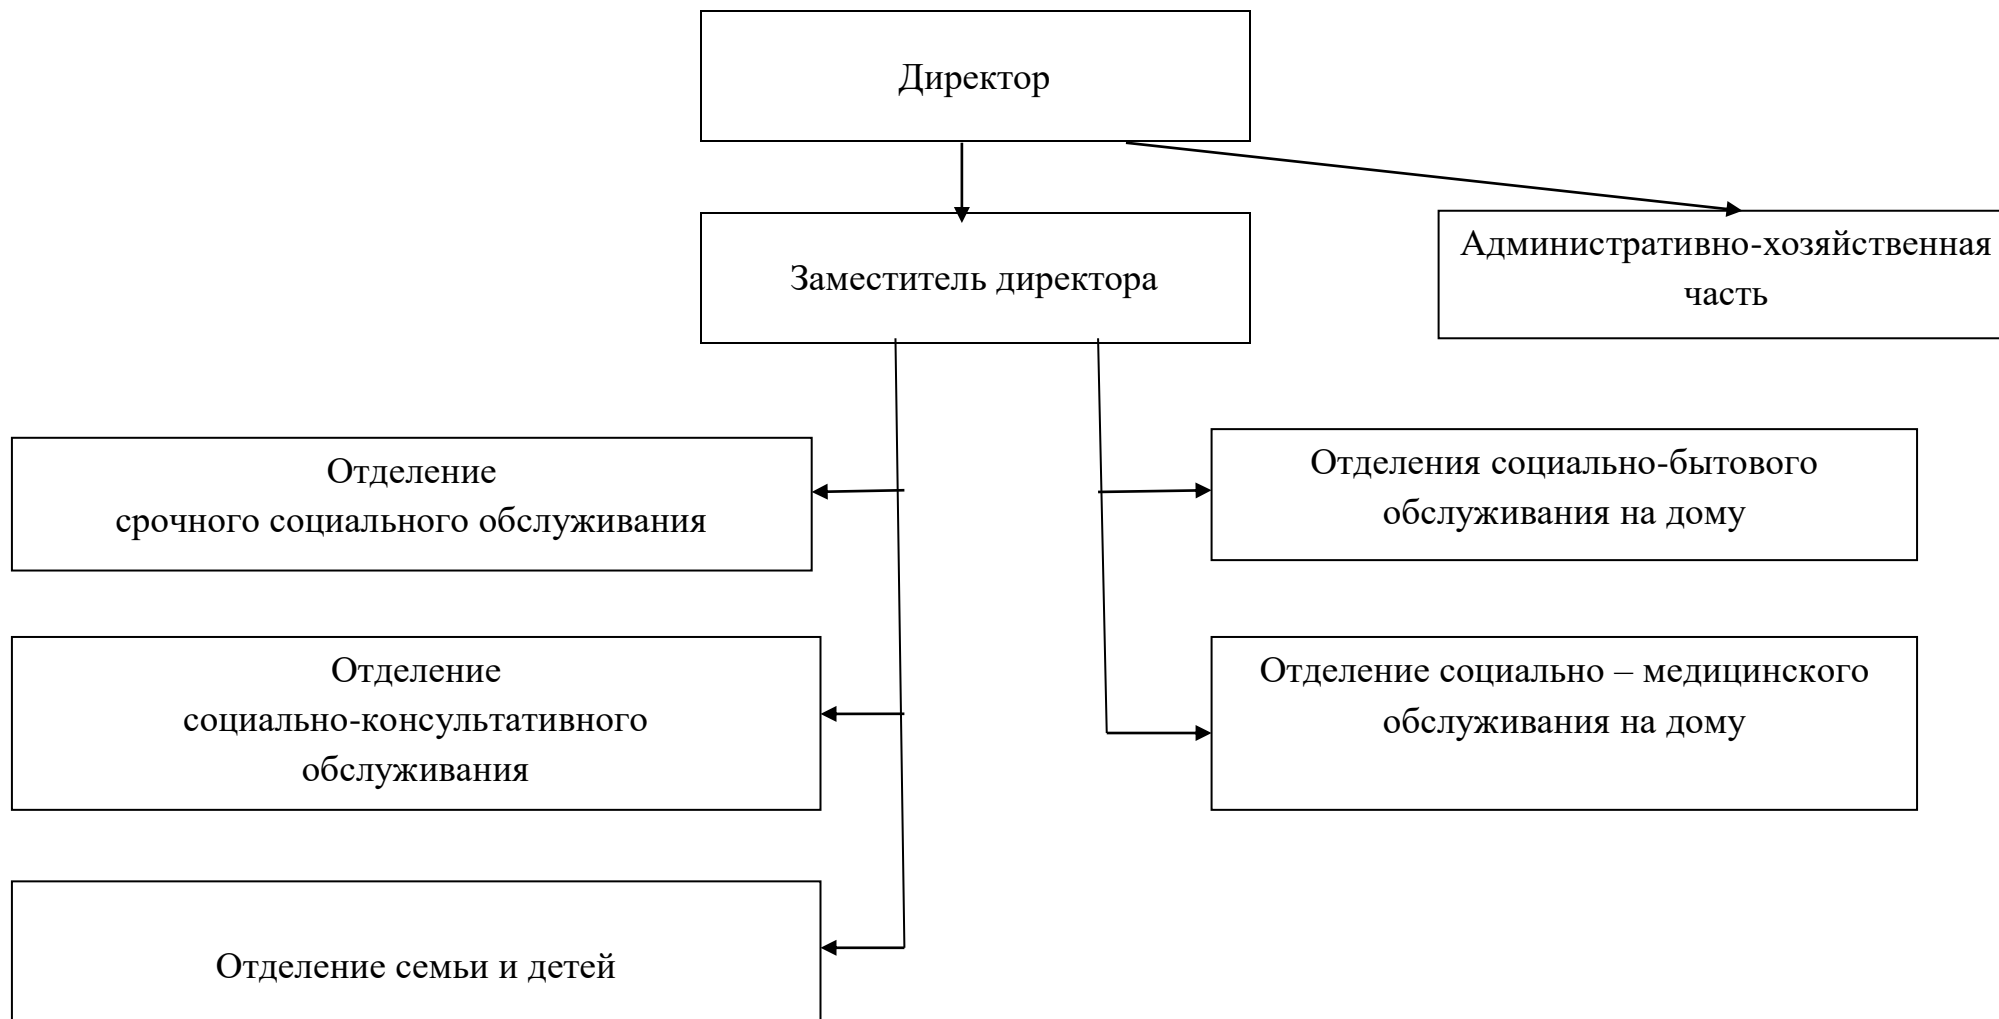 Директор
Заместитель директора
Административно-хозяйственная
часть
Отделение
срочного социального обслуживания
Отделения социально-бытового
обслуживания на дому
Отделение
социально-консультативного
обслуживания
Отделение социально – медицинского
обслуживания на дому
Отделение семьи и детей